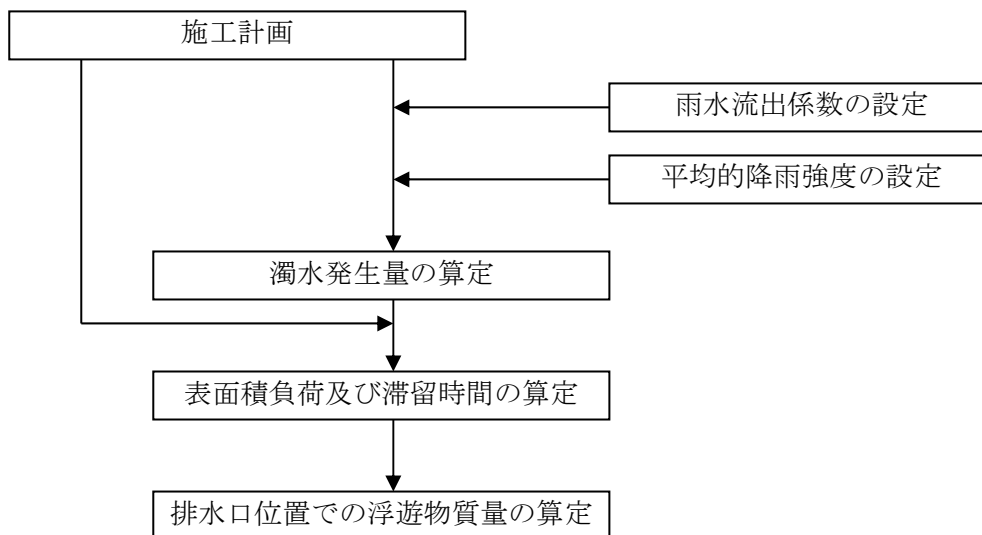 施工計画
雨水流出係数の設定
平均的降雨強度の設定
濁水発生量の算定
表面積負荷及び滞留時間の算定
排水口位置での浮遊物質量の算定